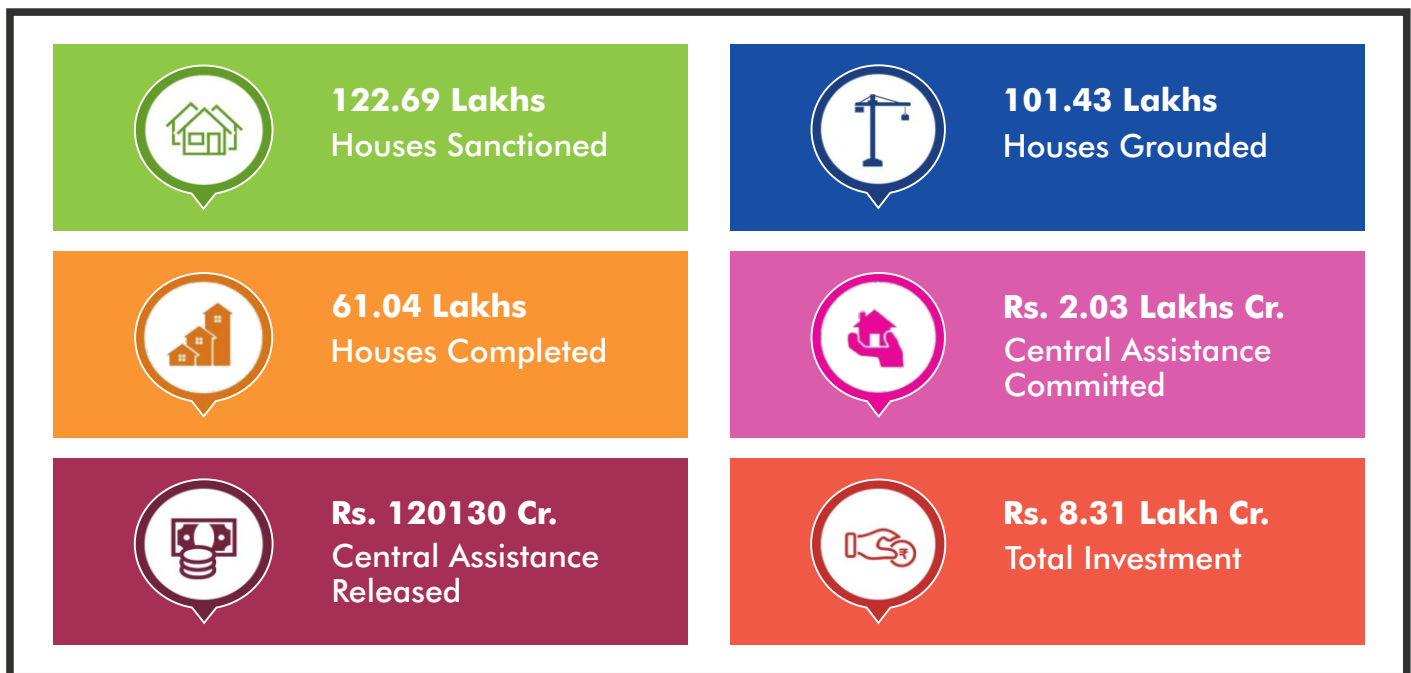 122.69 Lakhs
Houses Sanctioned
101.43 Lakhs
Houses Grounded
61.04 Lakhs
Houses Completed
Rs. 2.03 Lakhs Cr.
Central Assistance
Committed
Rs. 120130 Cr.
Central Assistance
Released
Rs. 8.31 Lakh Cr.
Total Investment